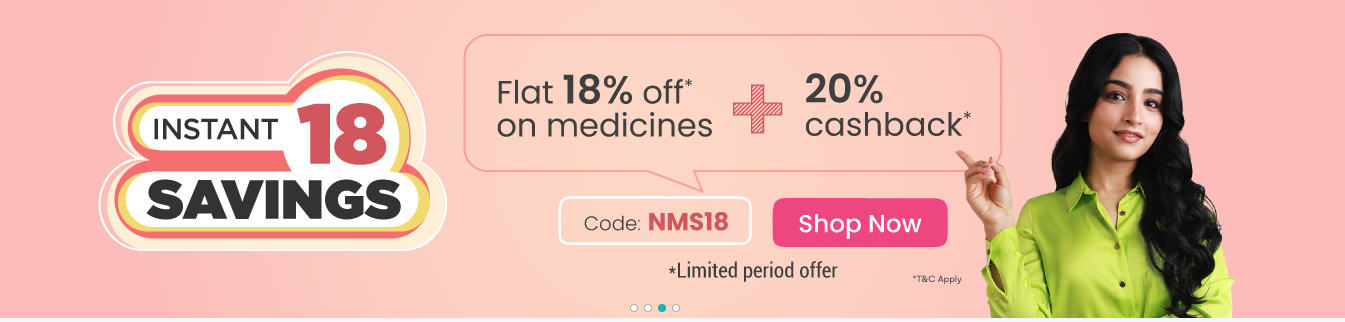 INSTANT 18
SAVINGS
Flat 18% off*
on medicines
20%
cashback*
Code: NMS18
Shop Now
*Limited period offer
*T&C Apply